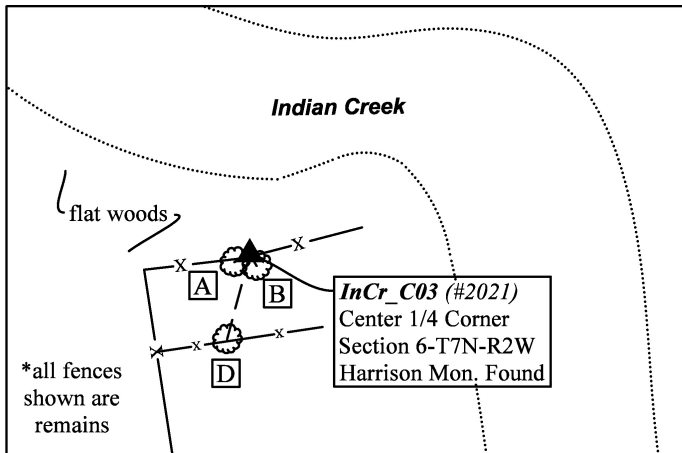 Indian Creek
flat woods
X
X
A
B
InCr_C03 (#2021)
Center 1/4 Corner
Section 6-T7N-R2W
Harrison Mon. Found
x
x
x
D
*all fences
shown are
remains